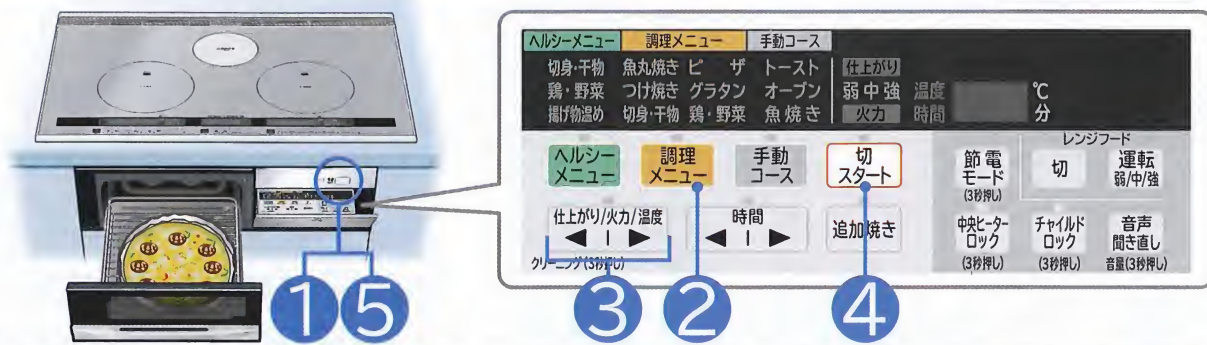 ヘルシーメニュー 調理メニュー 手動コース
切身・干物 魚丸焼き ピザ トースト 仕上がり
鶏・野菜 つけ焼き グラタン オーブン 弱中強 温度 ℃
揚げ物温め 切身・干物 鶏・野菜 魚焼き 火力 時間 分
レンジフード
ヘルシー
メニュー
調理
メニュー
手動
コース
切
スタート
節電
モード
(3秒押し)
切
運転
弱/中/強
仕上がり/火力/温度
◀ | ▶
時間
◀ | ▶
追加焼き
中央ヒーター
ロック
(3秒押し)
チャイルド
ロック
(3秒押し)
音声
聞き直し
音量(3秒押し)
クリーニング(3秒押し)
1 5
3 2 4